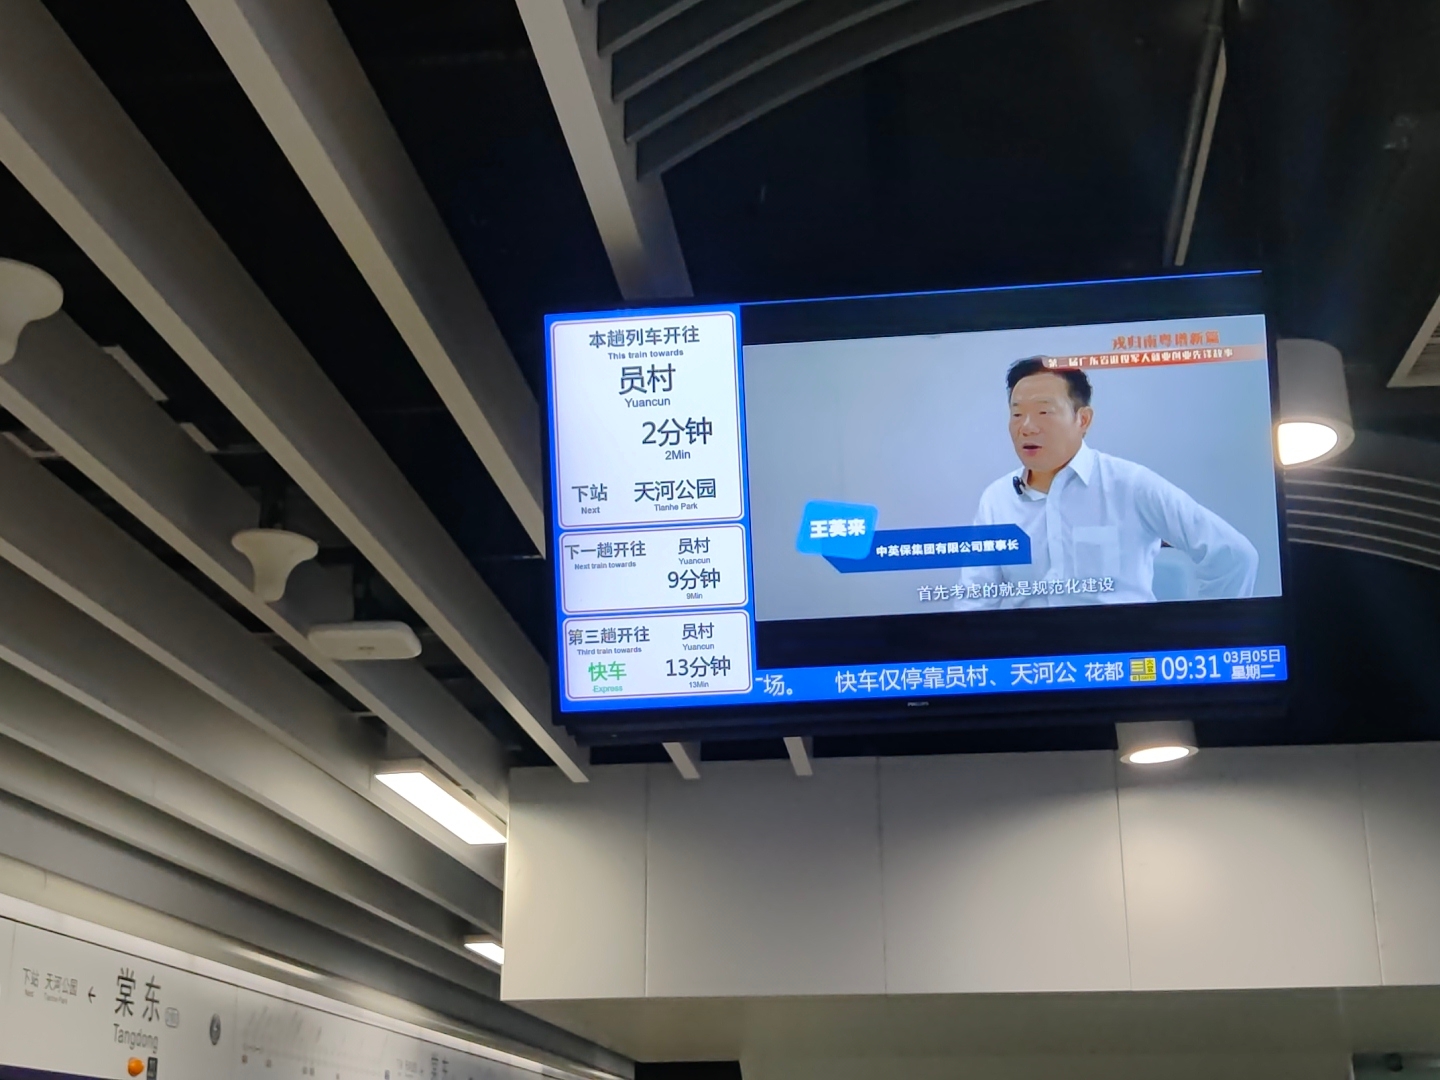 本趟列车开往
This train towards
员村
Yuancun
2分钟
2Min
下站 天河公园
Next Tianhe Park
下一趟开往 员村
Next train towards Yuancun
9分钟
9Min
第三趟开往 员村
Third train towards Yuancun
快车 13分钟
Express 13Min
戎归南粤谱新篇
王英来
中英保集团有限公司董事长
首先考虑的就是规范化建设
场。 快车仅停靠员村、天河公 花都 09:31 03月05日
星期二
PHILIPS
下站 天河公园 ← 棠东
Next Tianhe Park Tangdong